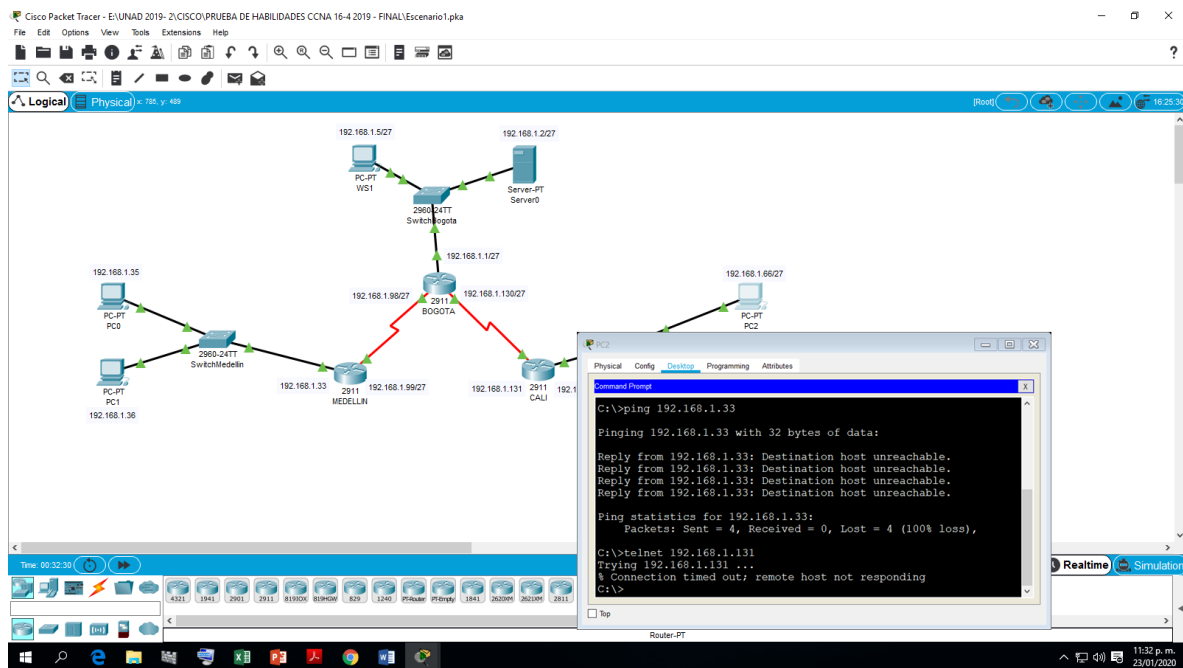 Cisco Packet Tracer - E:\UNAD 2019- 2\CISCO\PRUEBA DE HABILIDADES CCNA 16-4 2019 - FINAL\Escenario1.pka
File Edit Options View Tools Extensions Help
?
Logical Physical x: 785, y: 489 [Root] 16:25:30
192.168.1.5/27
192.168.1.2/27
PC-PT
WS1
Server-PT
Server0
2960-24TT
SwitchBogota
192.168.1.1/27
192.168.1.35
192.168.1.66/27
192.168.1.98/27
192.168.1.130/27
2911
BOGOTA
PC-PT
PC0
PC-PT
PC2
2960-24TT
SwitchMedellin
192.168.1.33
2911
MEDELLIN
192.168.1.99/27
192.168.1.131
2911
CALI
192.1
PC-PT
PC1
192.168.1.36
PC2
Physical Config Desktop Programming Attributes
Command Prompt X
C:\>ping 192.168.1.33
Pinging 192.168.1.33 with 32 bytes of data:
Reply from 192.168.1.33: Destination host unreachable.
Reply from 192.168.1.33: Destination host unreachable.
Reply from 192.168.1.33: Destination host unreachable.
Reply from 192.168.1.33: Destination host unreachable.
Ping statistics for 192.168.1.33:
Packets: Sent = 4, Received = 0, Lost = 4 (100% loss),
C:\>telnet 192.168.1.131
Trying 192.168.1.131 ...
% Connection timed out; remote host not responding
C:\>
Top
Time: 00:32:30 Realtime Simulation
4321 1941 2901 2911 819IOX 819HGW 829 1240 PT-Router PT-Empty 1841 2620XM 2621XM 2811
Router-PT
11:32 p. m.
23/01/2020